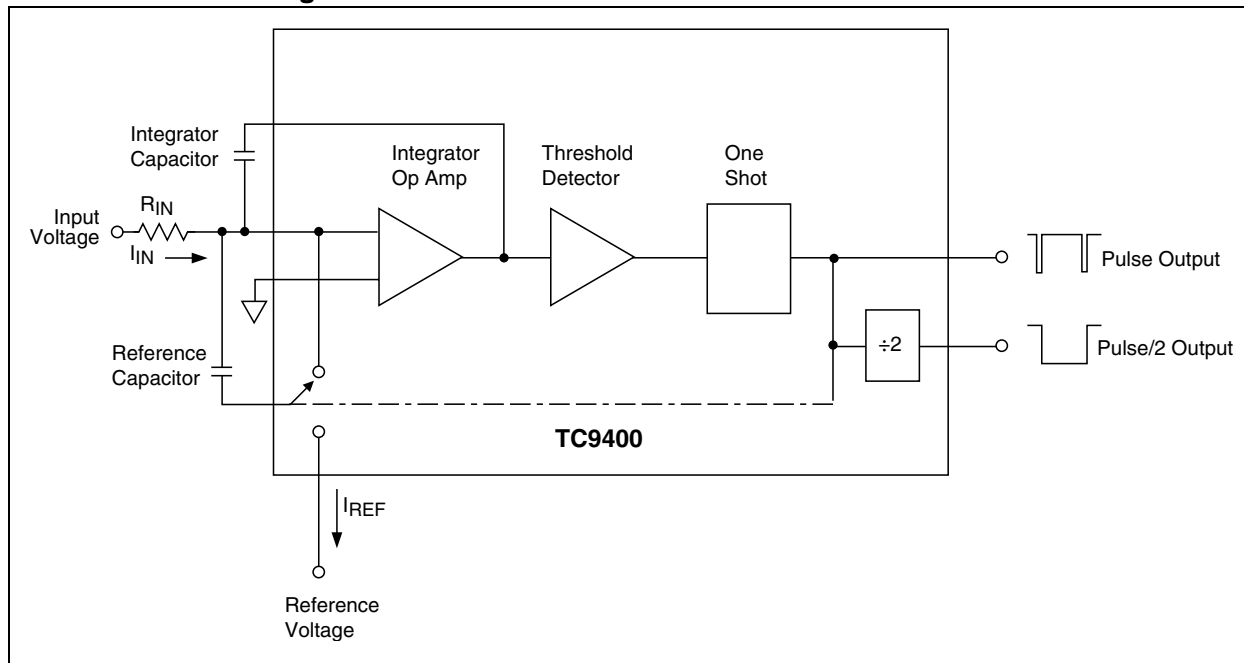 g
Integrator
Capacitor
Integrator
Op Amp
Threshold
Detector
One
Shot
RIN
Input
Voltage
IIN
Pulse Output
÷2
Pulse/2 Output
Reference
Capacitor
TC9400
IREF
Reference
Voltage